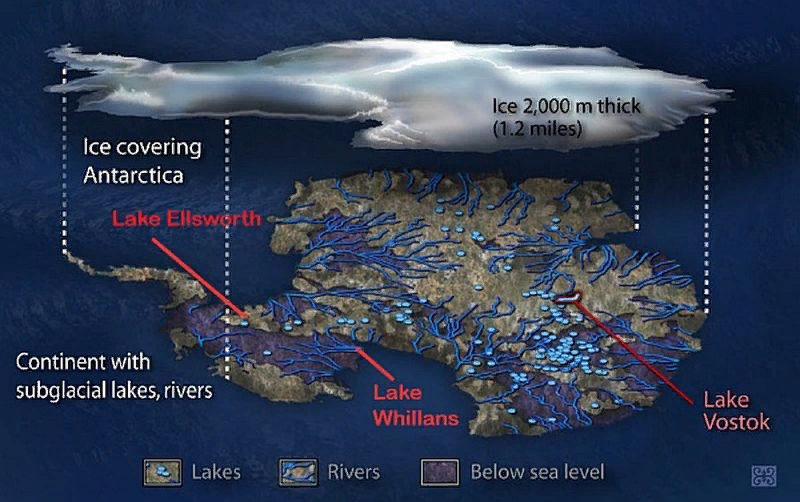 Ice 2,000 m thick
(1.2 miles)
Ice covering
Antarctica
Lake Ellsworth
Continent with
subglacial lakes, rivers
Lake
Whillans
Lake
Vostok
Lakes
Rivers
Below sea level